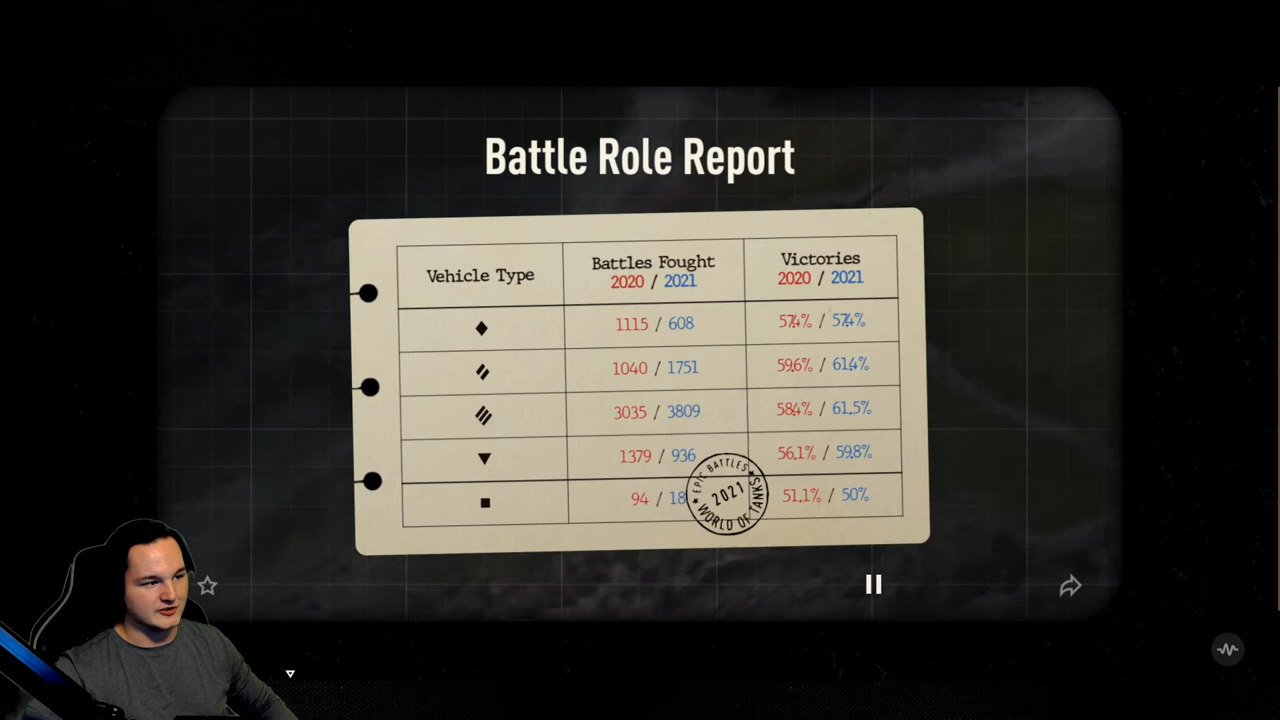 Battle Role Report
Vehicle Type
Battles Fought
2020 / 2021
Victories
2020 / 2021
1115 / 608
57.4% / 57.4%
1040 / 1751
59.6% / 61.4%
3035 / 3809
58.4% / 61.5%
1379 / 936
56.1% / 59.8%
94 / 18
51.1% / 50%
EPIC BATTLES
2021
WORLD OF TANKS